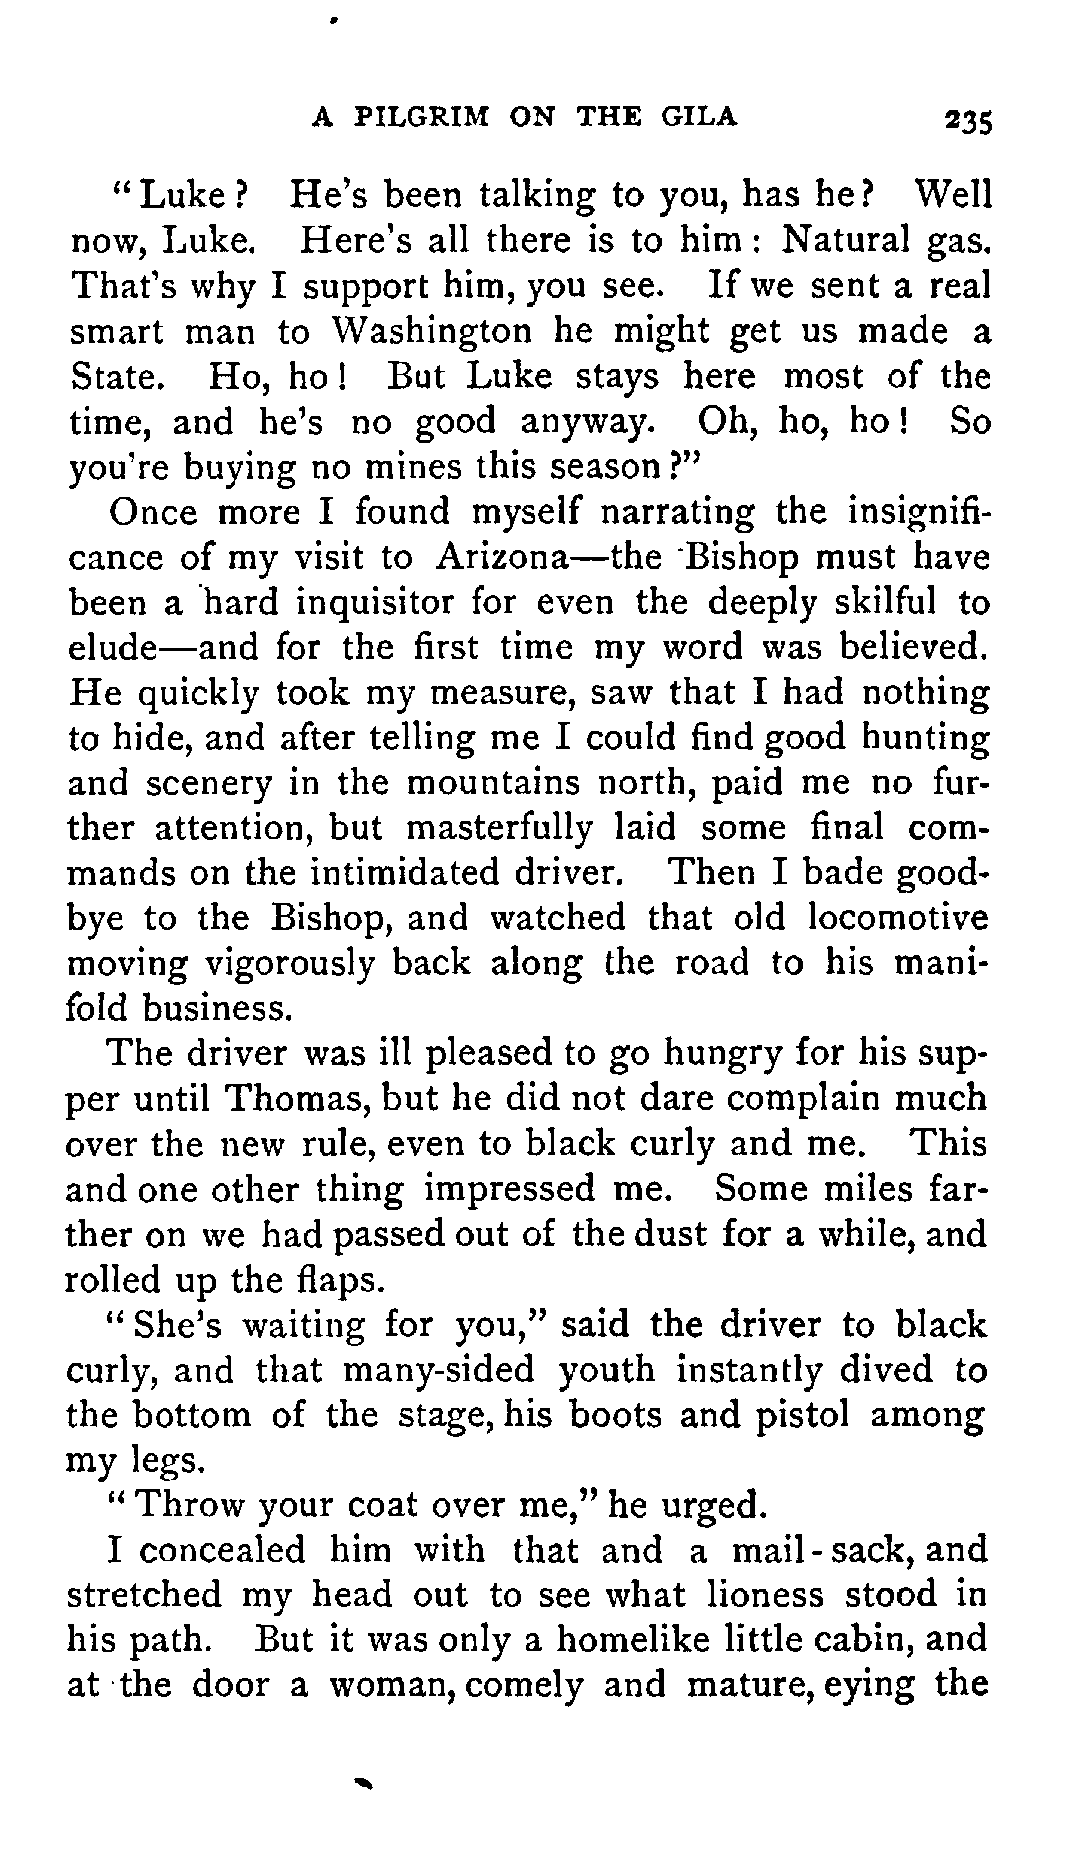 A PILGRIM ON THE GILA 235
"Luke? He's been talking to you, has he? Well
now, Luke. Here's all there is to him: Natural gas.
That's why I support him, you see. If we sent a real
smart man to Washington he might get us made a
State. Ho, ho! But Luke stays here most of the
time, and he's no good anyway. Oh, ho, ho! So
you're buying no mines this season?"
Once more I found myself narrating the insignifi-
cance of my visit to Arizona—the Bishop must have
been a hard inquisitor for even the deeply skilful to
elude—and for the first time my word was believed.
He quickly took my measure, saw that I had nothing
to hide, and after telling me I could find good hunting
and scenery in the mountains north, paid me no fur-
ther attention, but masterfully laid some final com-
mands on the intimidated driver. Then I bade good-
bye to the Bishop, and watched that old locomotive
moving vigorously back along the road to his mani-
fold business.
The driver was ill pleased to go hungry for his sup-
per until Thomas, but he did not dare complain much
over the new rule, even to black curly and me. This
and one other thing impressed me. Some miles far-
ther on we had passed out of the dust for a while, and
rolled up the flaps.
"She's waiting for you," said the driver to black
curly, and that many-sided youth instantly dived to
the bottom of the stage, his boots and pistol among
my legs.
"Throw your coat over me," he urged.
I concealed him with that and a mail-sack, and
stretched my head out to see what lioness stood in
his path. But it was only a homelike little cabin, and
at the door a woman, comely and mature, eying the